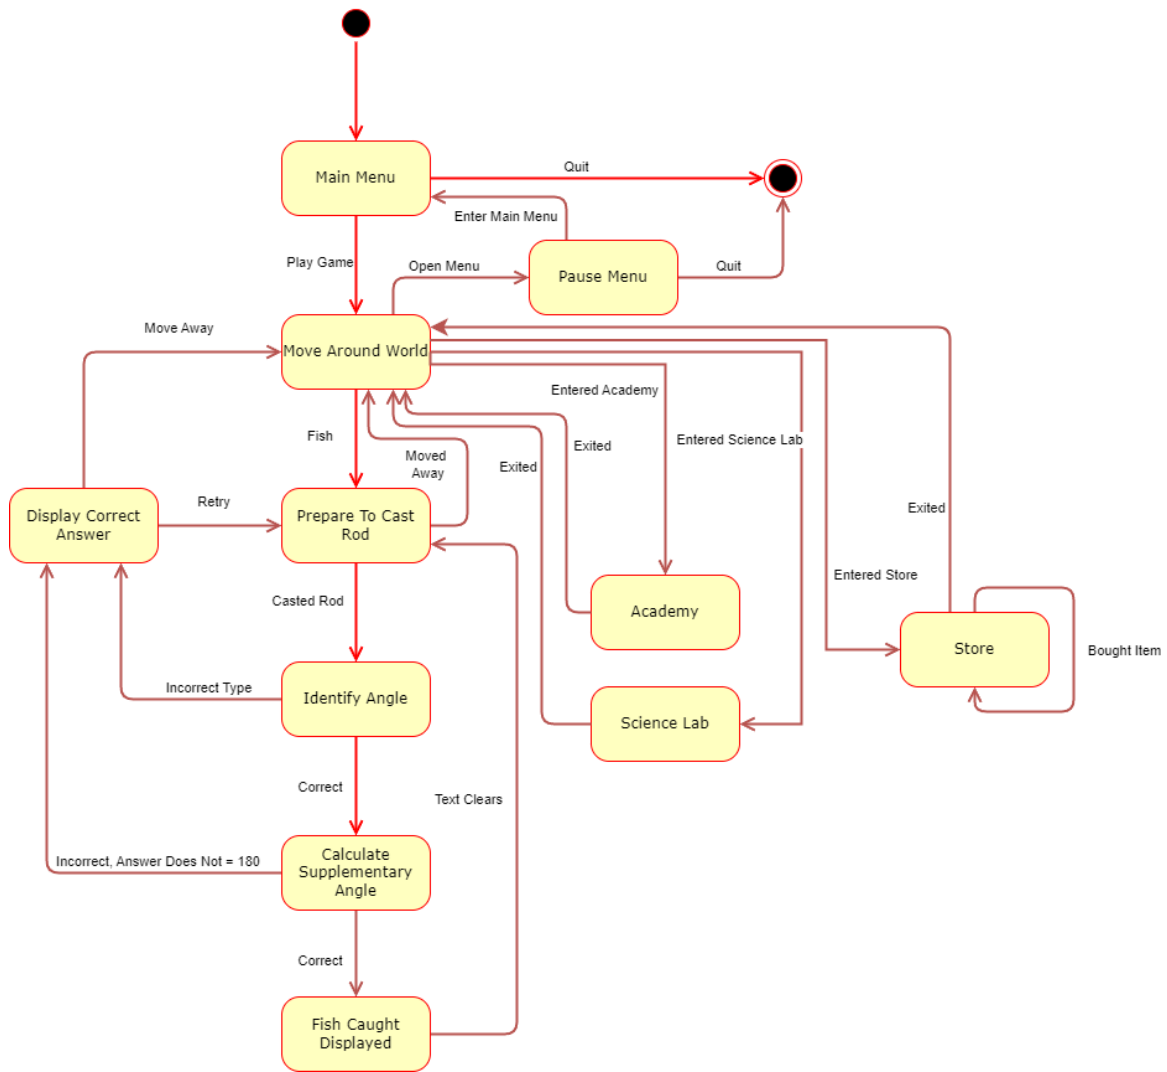 Main Menu
Quit
Enter Main Menu
Play Game
Open Menu
Pause Menu
Quit
Move Away
Move Around World
Entered Academy
Fish
Moved
Away
Exited
Exited
Entered Science Lab
Retry
Display Correct
Answer
Prepare To Cast
Rod
Exited
Casted Rod
Entered Store
Academy
Store
Bought Item
Incorrect Type
Identify Angle
Science Lab
Correct
Text Clears
Incorrect, Answer Does Not = 180
Calculate
Supplementary
Angle
Correct
Fish Caught
Displayed